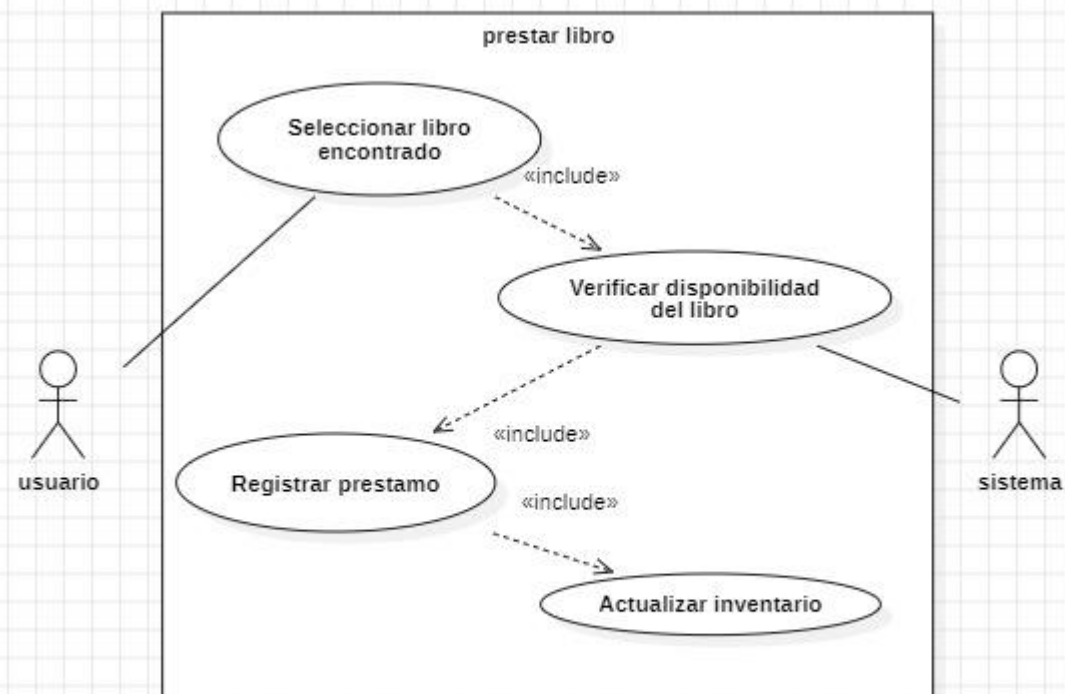 prestar libro
Seleccionar libro
encontrado
«include»
Verificar disponibilidad
del libro
«include»
usuario
Registrar prestamo
sistema
«include»
Actualizar inventario